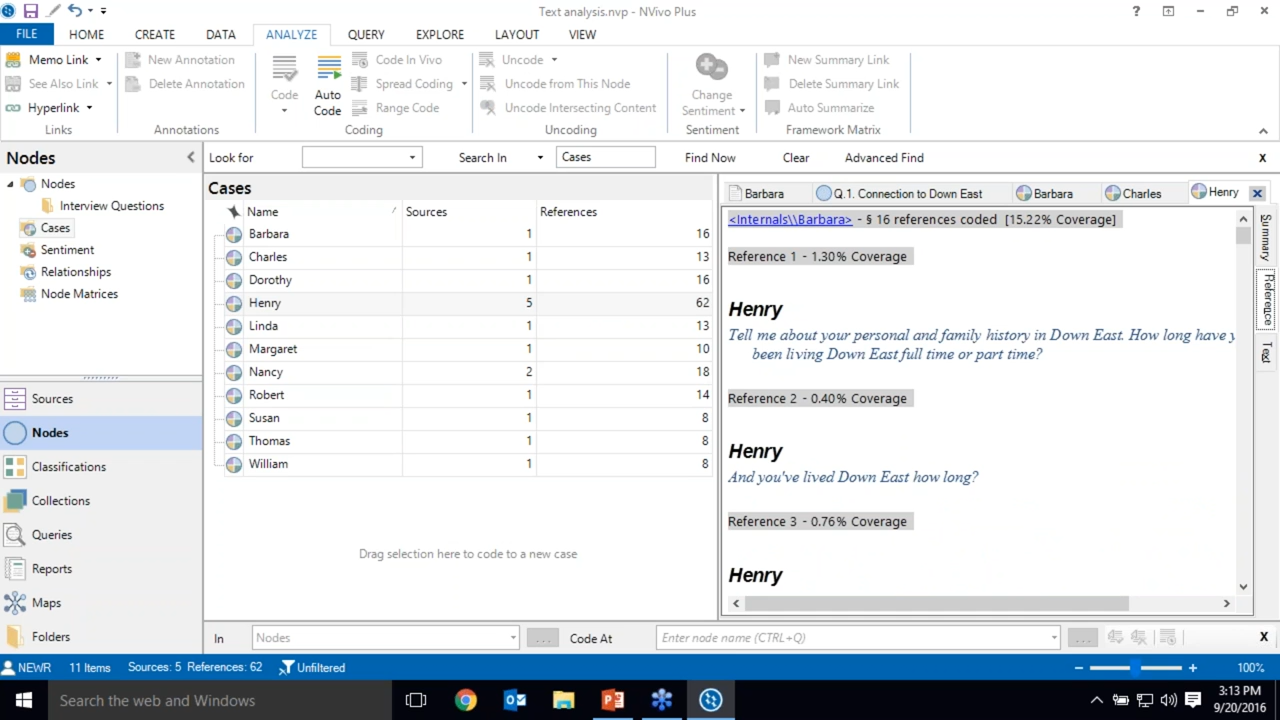 Text analysis.nvp - NVivo Plus
?
FILE HOME CREATE DATA ANALYZE QUERY EXPLORE LAYOUT VIEW
Memo Link
See Also Link
Hyperlink
Links
New Annotation
Delete Annotation
Annotations
Code
Auto Code
Code In Vivo
Spread Coding
Range Code
Coding
Uncode
Uncode from This Node
Uncode Intersecting Content
Uncoding
Change Sentiment
Sentiment
New Summary Link
Delete Summary Link
Auto Summarize
Framework Matrix
Nodes
Look for Search In Cases Find Now Clear Advanced Find x
Nodes
Interview Questions
Cases
Sentiment
Relationships
Node Matrices
Sources
Nodes
Classifications
Collections
Queries
Reports
Maps
Folders
Cases
Name Sources References
Barbara 1 16
Charles 1 13
Dorothy 1 16
Henry 5 62
Linda 1 13
Margaret 1 10
Nancy 2 18
Robert 1 14
Susan 1 8
Thomas 1 8
William 1 8
Drag selection here to code to a new case
Barbara Q.1. Connection to Down East Barbara Charles Henry
<Internals\\Barbara> - § 16 references coded [15.22% Coverage]
Reference 1 - 1.30% Coverage
Henry
Tell me about your personal and family history in Down East. How long have y
been living Down East full time or part time?
Reference 2 - 0.40% Coverage
Henry
And you've lived Down East how long?
Reference 3 - 0.76% Coverage
Henry
Summary
Reference
Text
In Nodes ... Code At Enter node name (CTRL+Q) ... x
NEWR 11 Items Sources: 5 References: 62 Unfiltered 100%
Search the web and Windows
3:13 PM
9/20/2016